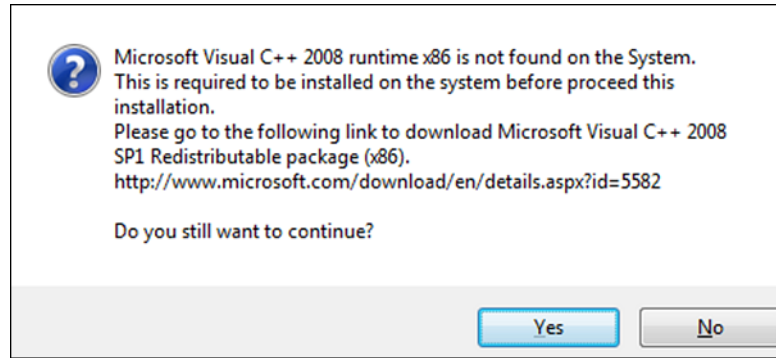 Microsoft Visual C++ 2008 runtime x86 is not found on the System.
This is required to be installed on the system before proceed this
installation.
Please go to the following link to download Microsoft Visual C++ 2008
SP1 Redistributable package (x86).
http://www.microsoft.com/download/en/details.aspx?id=5582
Do you still want to continue?
Yes No